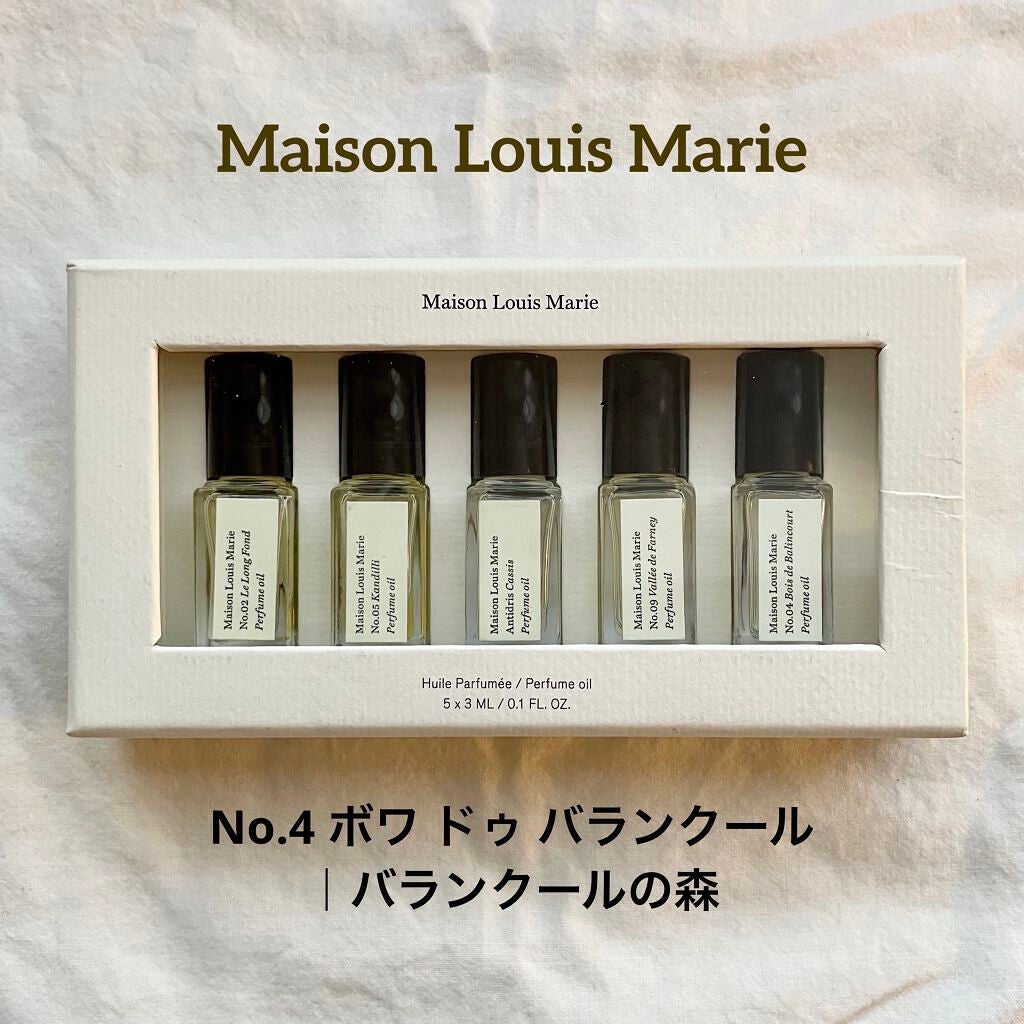 Maison Louis Marie
Maison Louis Marie
Maison Louis Marie
No.02 Le Long Fond
Perfume oil
Maison Louis Marie
No.05 Kandilli
Perfume oil
Maison Louis Marie
Antidris Cassis
Perfume oil
Maison Louis Marie
No.09 Vallée de Farney
Perfume oil
Maison Louis Marie
No.04 Bois de Balincourt
Perfume oil
Huile Parfumée / Perfume oil
5 x 3 ML / 0.1 FL. OZ.
No.4 ボワ ドゥ バランクール
｜バランクールの森